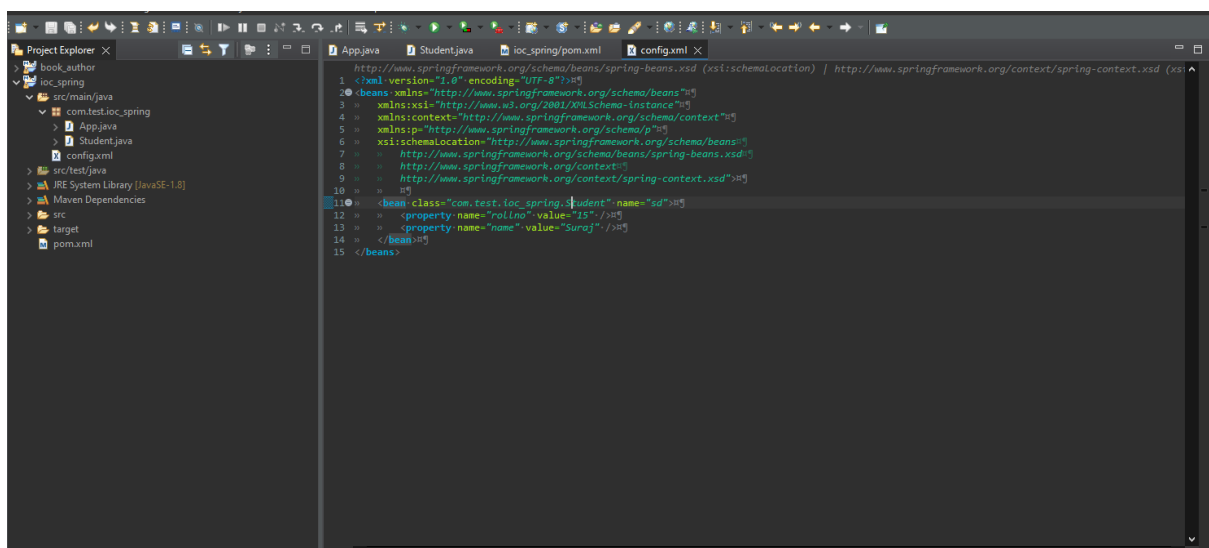 Project Explorer
book_author
ioc_spring
src/main/java
com.test.ioc_spring
App.java
Student.java
config.xml
src/test/java
JRE System Library [JavaSE-1.8]
Maven Dependencies
src
target
pom.xml
App.java Student.java ioc_spring/pom.xml config.xml
http://www.springframework.org/schema/beans/spring-beans.xsd (xsi:schemaLocation) | http://www.springframework.org/context/spring-context.xsd (xsi
1 <?xml version="1.0" encoding="UTF-8"?>
2 <beans xmlns="http://www.springframework.org/schema/beans"
3 xmlns:xsi="http://www.w3.org/2001/XMLSchema-instance"
4 xmlns:context="http://www.springframework.org/schema/context"
5 xmlns:p="http://www.springframework.org/schema/p"
6 xsi:schemaLocation="http://www.springframework.org/schema/beans
7 http://www.springframework.org/schema/beans/spring-beans.xsd
8 http://www.springframework.org/context
9 http://www.springframework.org/context/spring-context.xsd">
10
11 <bean class="com.test.ioc_spring.Student" name="sd">
12 <property name="rollno" value="15" />
13 <property name="name" value="Suraj" />
14 </bean>
15 </beans>